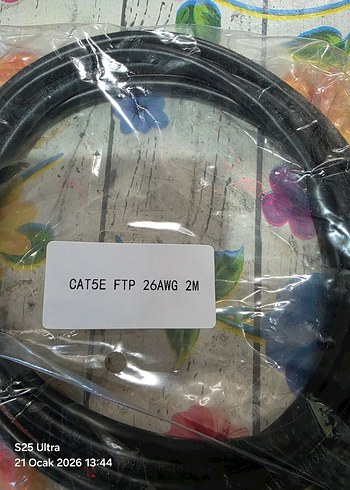 CAT5E FTP 26AWG 2M
S25 Ultra
21 Ocak 2026 13:44